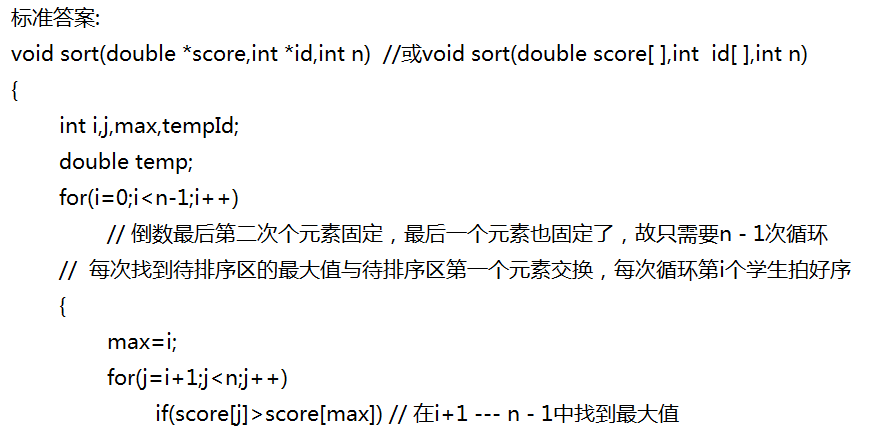 标准答案:
void sort(double *score,int *id,int n)  //或void sort(double score[ ],int  id[ ],int n)
{
int i,j,max,tempId;
double temp;
for(i=0;i<n-1;i++)
// 倒数最后第二次个元素固定，最后一个元素也固定了，故只需要n - 1次循环
//  每次找到待排序区的最大值与待排序区第一个元素交换，每次循环第i个学生拍好序
{
max=i;
for(j=i+1;j<n;j++)
if(score[j]>score[max]) // 在i+1 --- n - 1中找到最大值